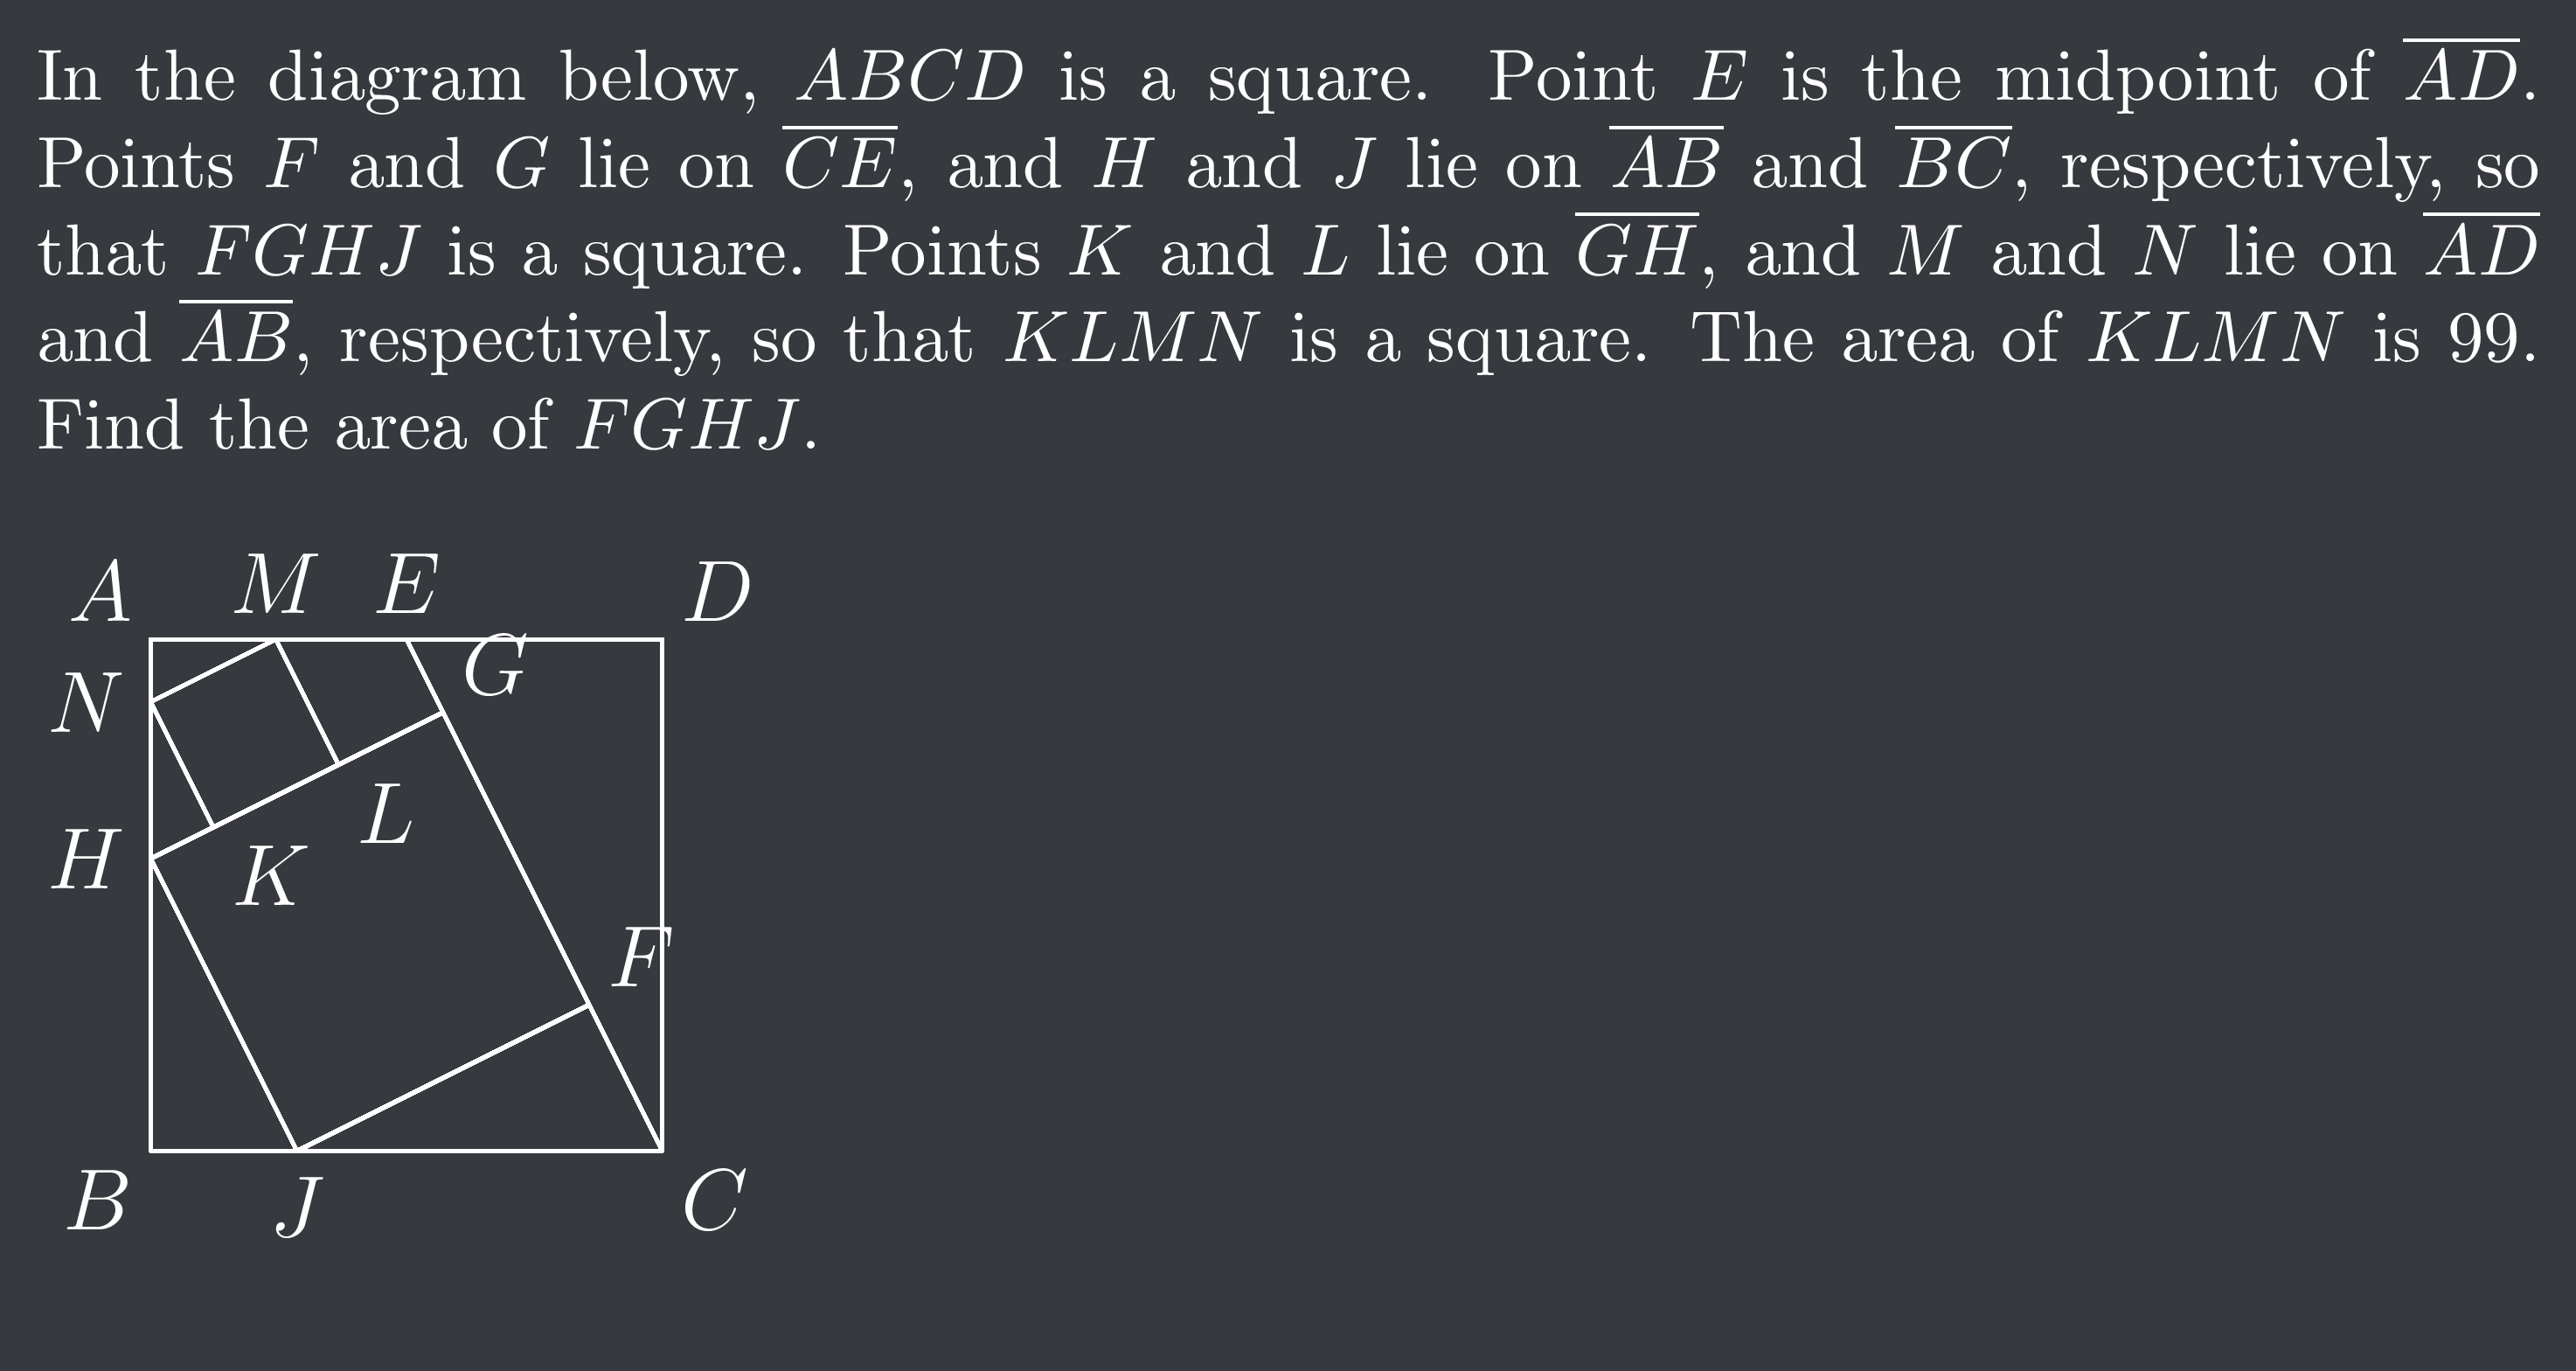 In the diagram below, ABCD is a square. Point E is the midpoint of \overline{AD}.
Points F and G lie on \overline{CE}, and H and J lie on \overline{AB} and \overline{BC}, respectively, so
that FGHJ is a square. Points K and L lie on \overline{GH}, and M and N lie on \overline{AD}
and \overline{AB}, respectively, so that KLMN is a square. The area of KLMN is 99.
Find the area of FGHJ.
A M E D
G
N
L
H
K
F
B J C